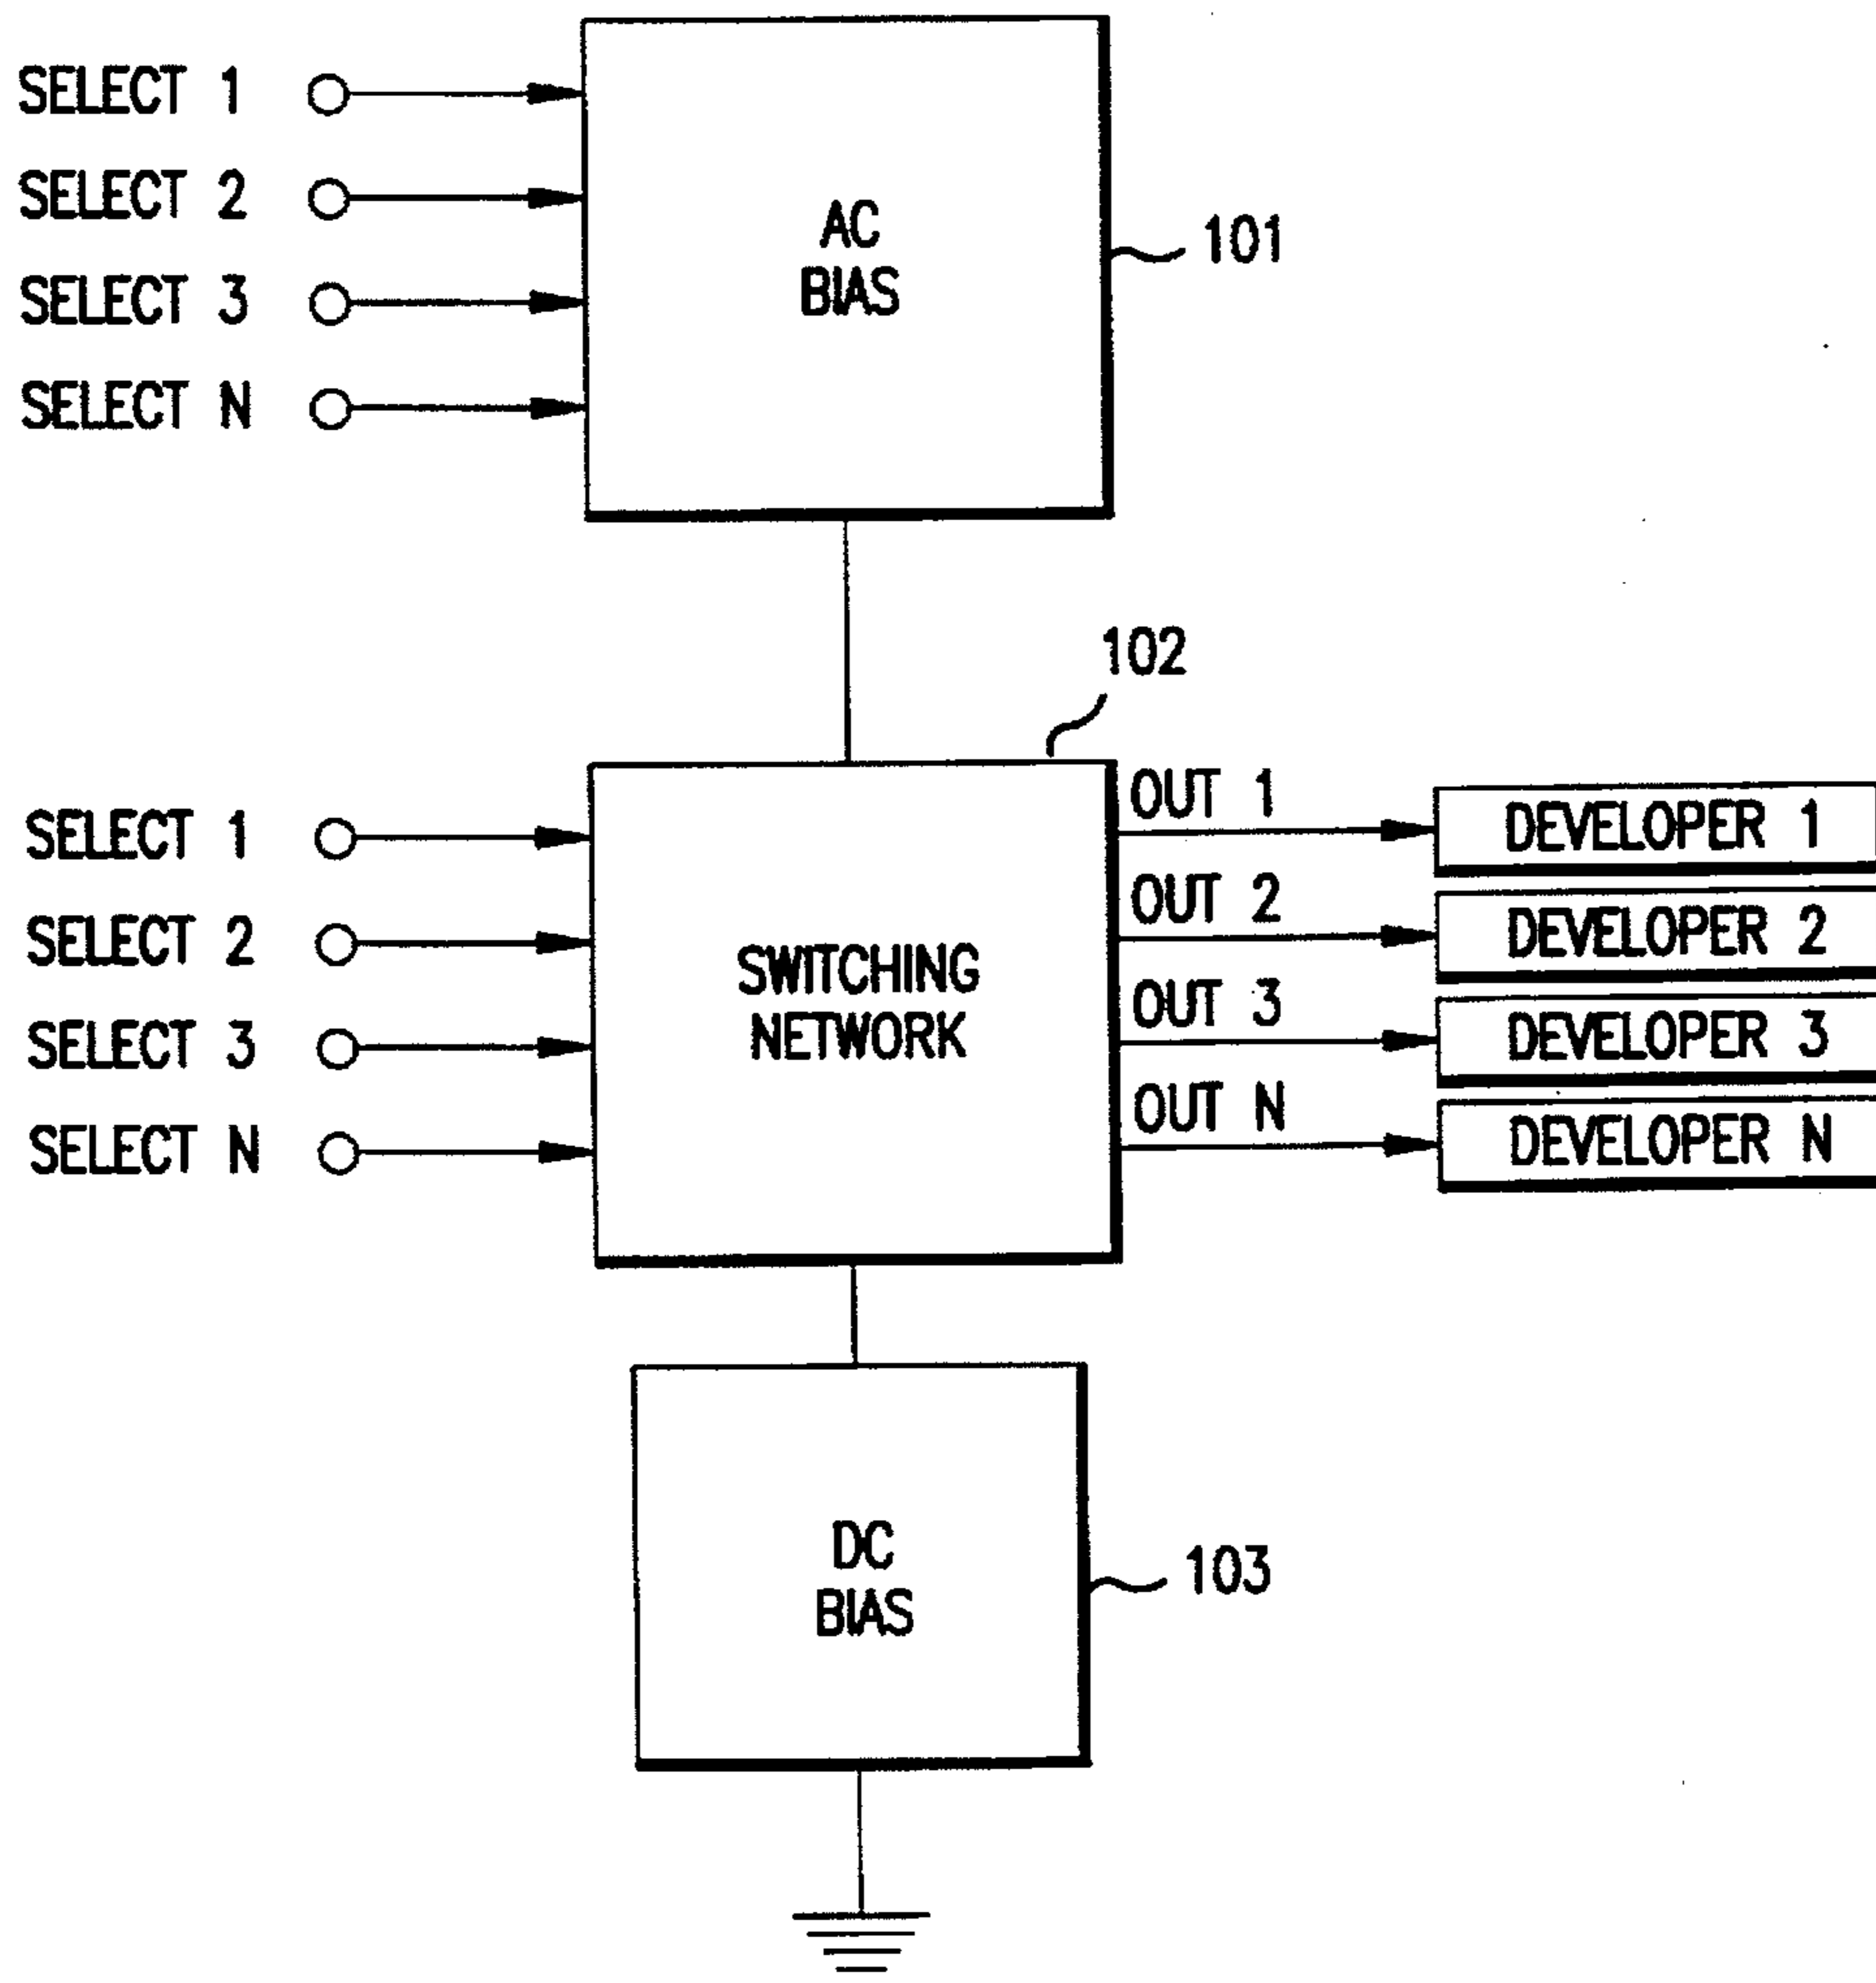 SELECT 1
SELECT 2
SELECT 3
SELECT N
AC
BIAS
101
102
SELECT 1
SELECT 2
SELECT 3
SELECT N
SWITCHING
NETWORK
OUT 1
OUT 2
OUT 3
OUT N
DEVELOPER 1
DEVELOPER 2
DEVELOPER 3
DEVELOPER N
DC
BIAS
103